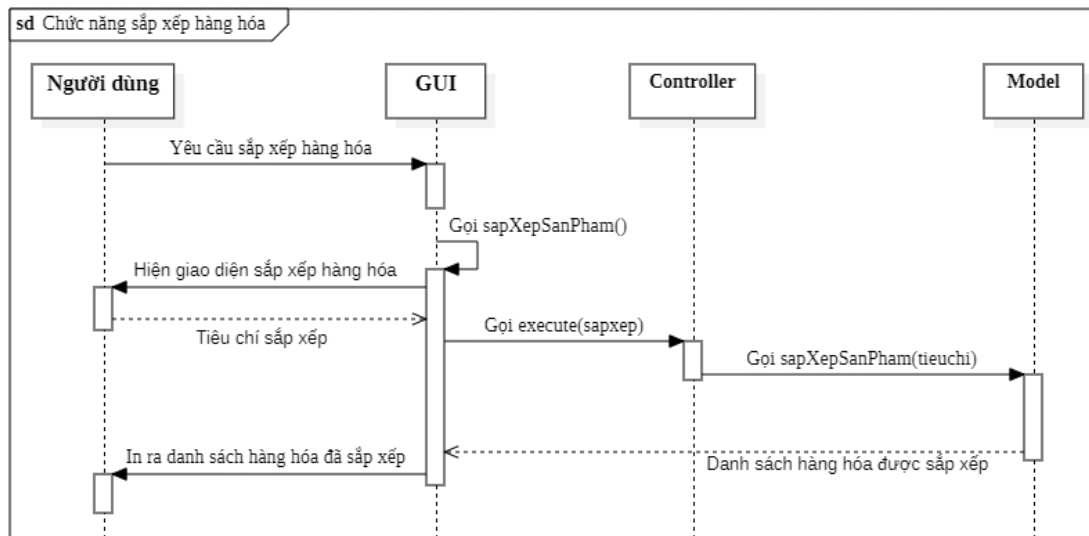 sd Chức năng sắp xếp hàng hóa
Người dùng
GUI
Controller
Model
Yêu cầu sắp xếp hàng hóa
Gọi sapXepSanPham()
Hiện giao diện sắp xếp hàng hóa
Tiêu chí sắp xếp
Gọi execute(sapxep)
Gọi sapXepSanPham(tieuchi)
In ra danh sách hàng hóa đã sắp xếp
Danh sách hàng hóa được sắp xếp